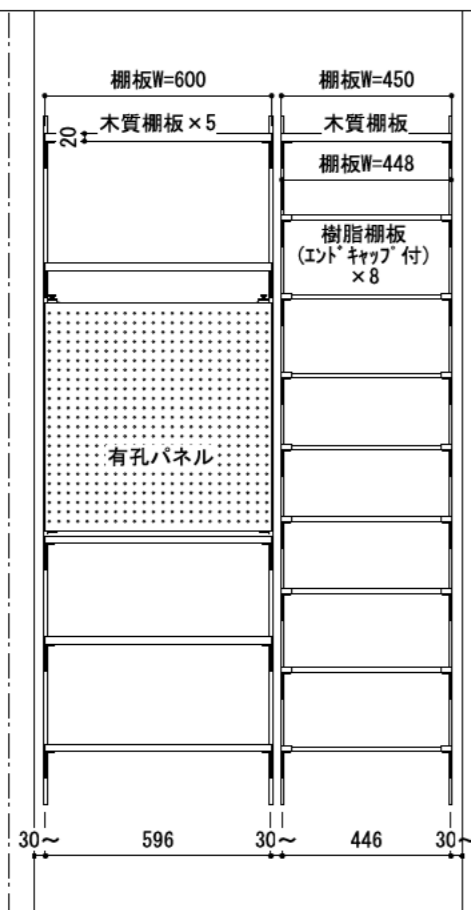 棚板W=600
棚板W=450
木質棚板×5
木質棚板
20
棚板W=448
樹脂棚板
(エンドキャップ付)
×8
有孔パネル
30～
596
30～
446
30～